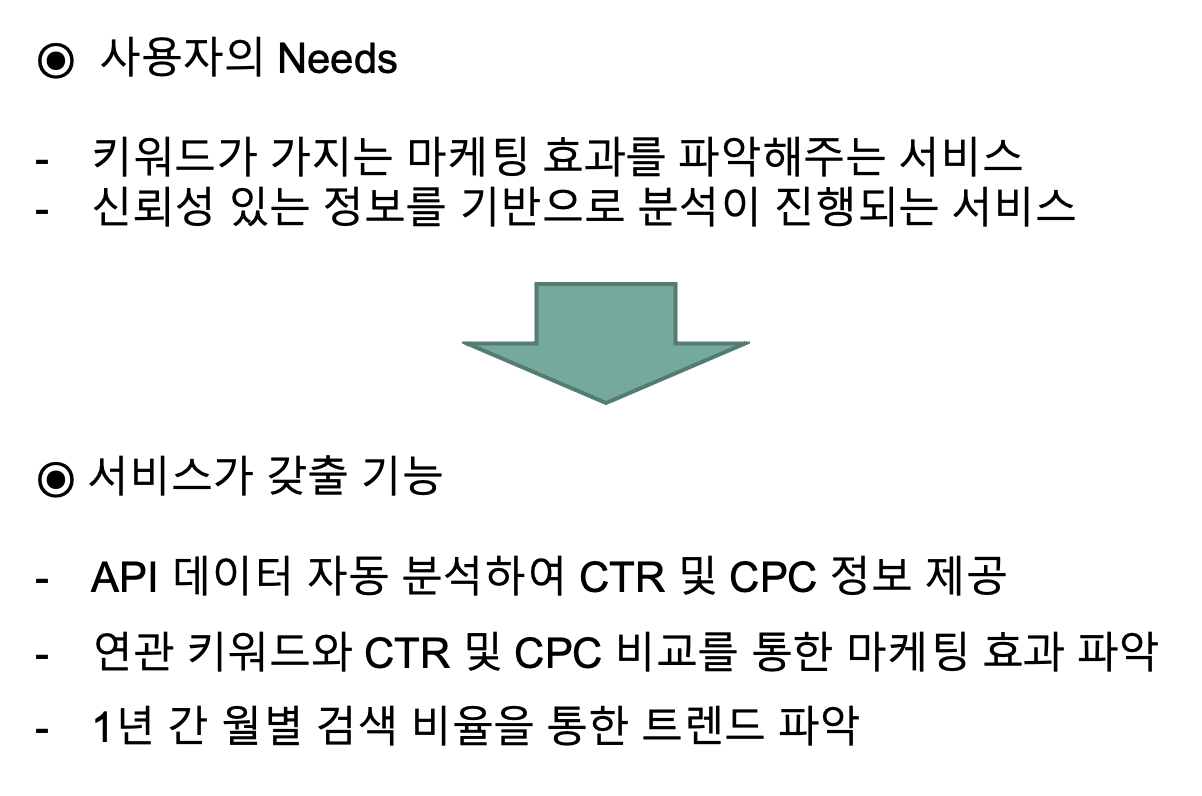 ◉ 사용자의 Needs
- 키워드가 가지는 마케팅 효과를 파악해주는 서비스
- 신뢰성 있는 정보를 기반으로 분석이 진행되는 서비스
◉ 서비스가 갖출 기능
- API 데이터 자동 분석하여 CTR 및 CPC 정보 제공
- 연관 키워드와 CTR 및 CPC 비교를 통한 마케팅 효과 파악
- 1년 간 월별 검색 비율을 통한 트렌드 파악